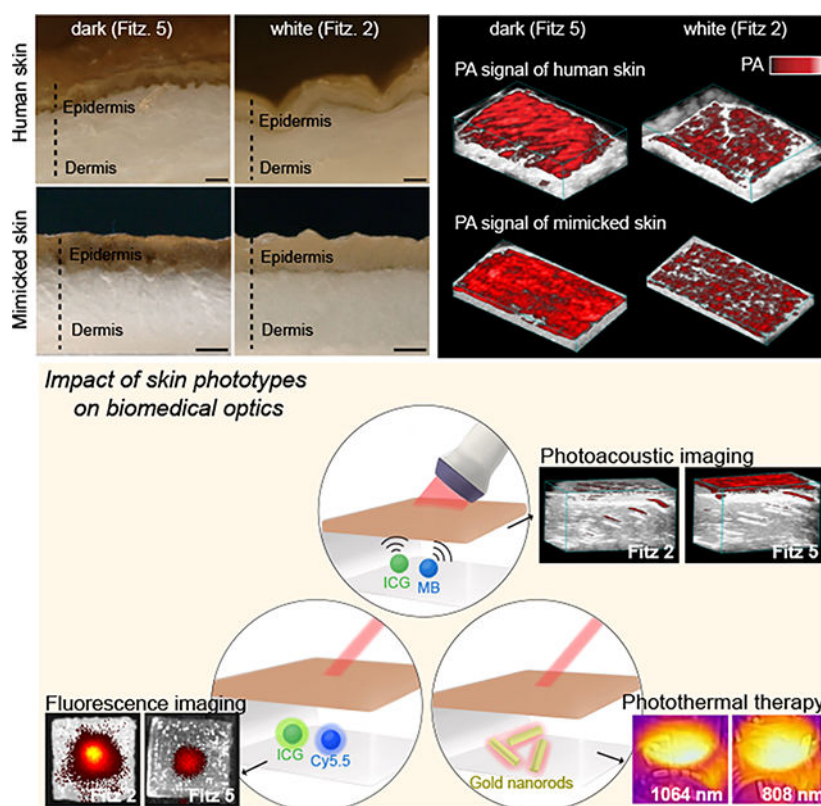 dark (Fitz. 5)
white (Fitz. 2)
Human skin
Epidermis
Dermis
Epidermis
Dermis
Mimicked skin
Epidermis
Dermis
Epidermis
Dermis
dark (Fitz 5)
white (Fitz 2)
PA signal of human skin
PA
PA signal of mimicked skin
Impact of skin phototypes
on biomedical optics
Photoacoustic imaging
Fitz 2
Fitz 5
ICG
MB
Fluorescence imaging
Fitz 2
Fitz 5
ICG
Cy5.5
Gold nanorods
Photothermal therapy
1064 nm
808 nm